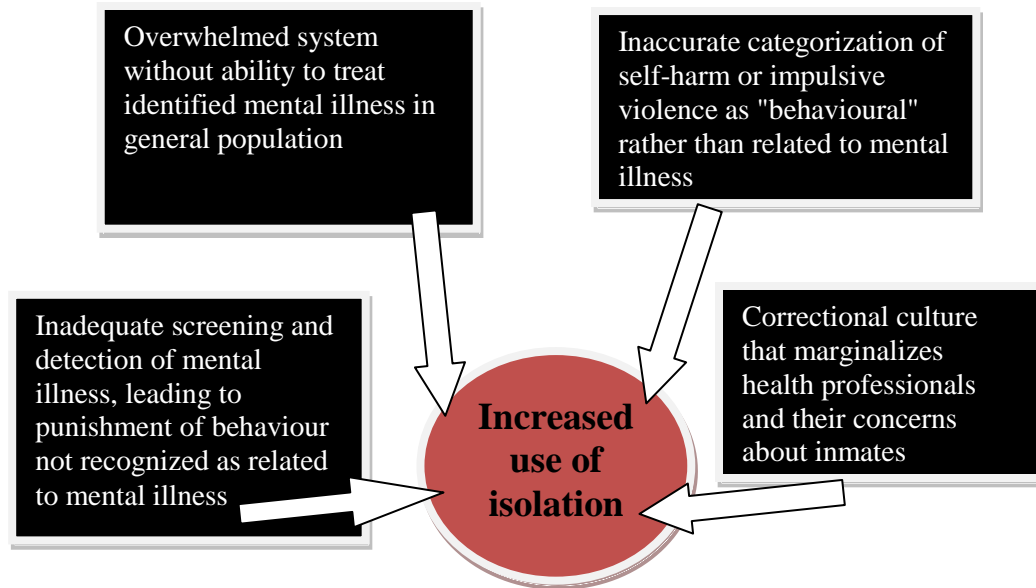 Overwhelmed system
without ability to treat
identified mental illness in
general population
Inaccurate categorization of
self-harm or impulsive
violence as "behavioural"
rather than related to mental
illness
Inadequate screening and
detection of mental
illness, leading to
punishment of behaviour
not recognized as related
to mental illness
Correctional culture
that marginalizes
health professionals
and their concerns
about inmates
Increased
use of
isolation